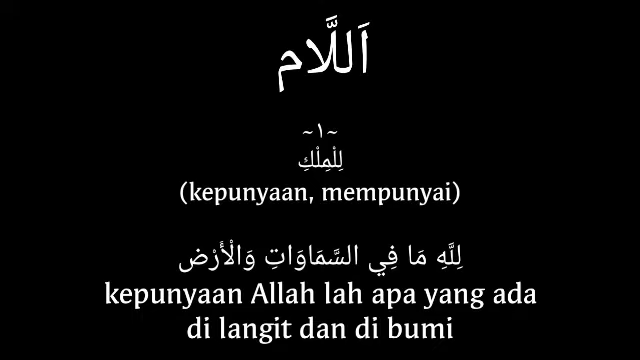 اَللَّام
~١~
لِلْمِلْكِ
(kepunyaan, mempunyai)
لِلَّهِ مَا فِي السَّمَاوَاتِ وَالْأَرْض
kepunyaan Allah lah apa yang ada
di langit dan di bumi